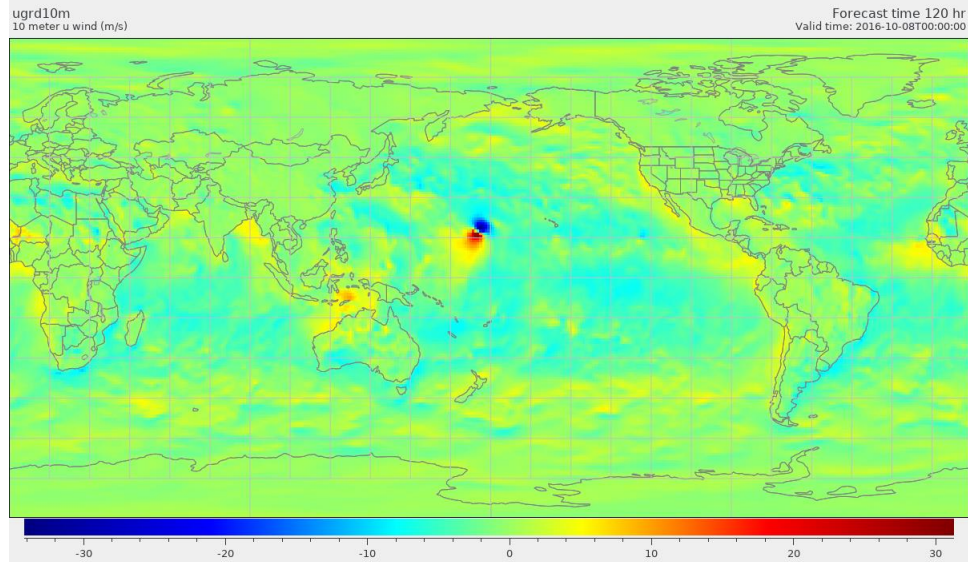 ugrd10m
10 meter u wind (m/s)
Forecast time 120 hr
Valid time: 2016-10-08T00:00:00
-30 -20 -10 0 10 20 30